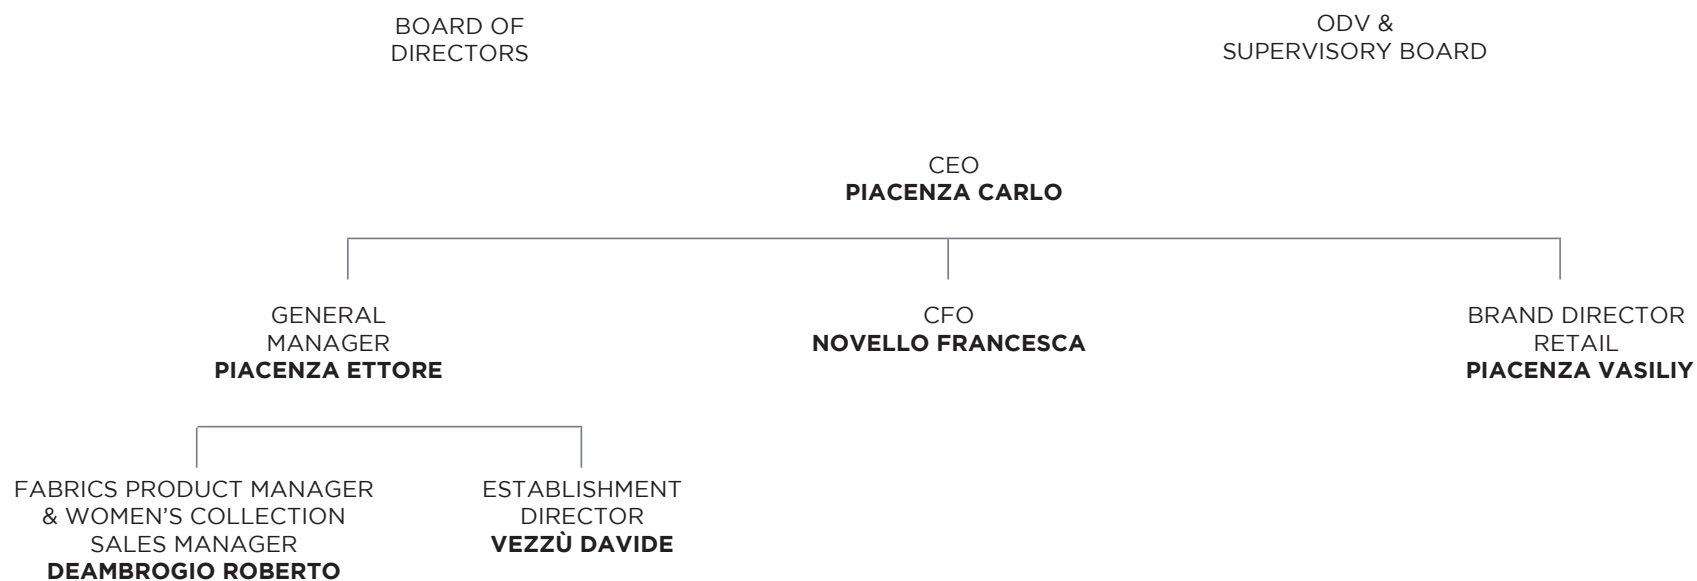 BOARD OF
DIRECTORS
ODV &
SUPERVISORY BOARD
CEO
PIACENZA CARLO
GENERAL
MANAGER
PIACENZA ETTORE
CFO
NOVELLO FRANCESCA
BRAND DIRECTOR
RETAIL
PIACENZA VASILIY
FABRICS PRODUCT MANAGER
& WOMEN'S COLLECTION
SALES MANAGER
DEAMBROGIO ROBERTO
ESTABLISHMENT
DIRECTOR
VEZZÙ DAVIDE